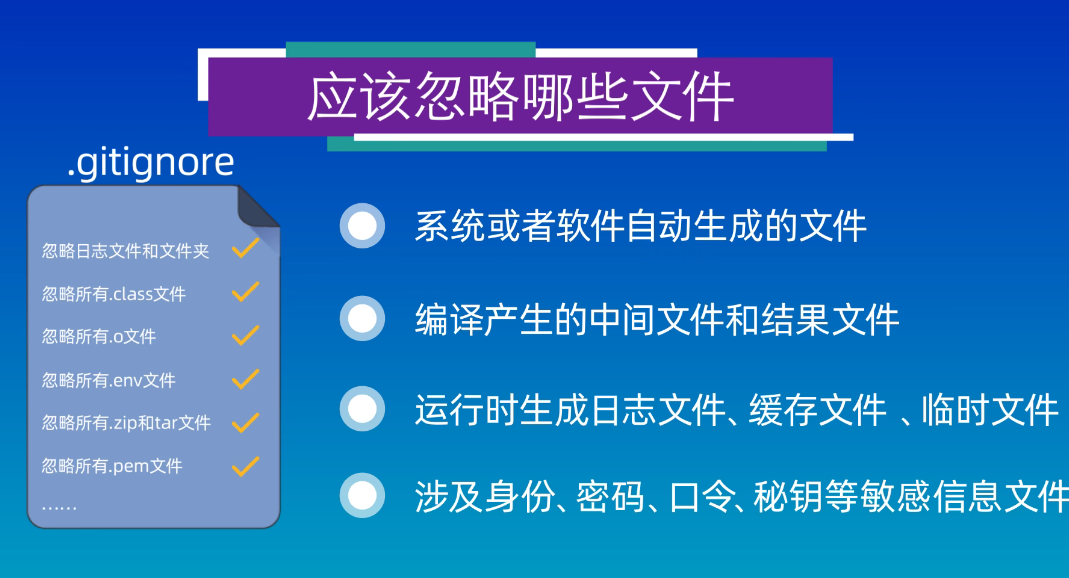 应该忽略哪些文件
.gitignore
忽略日志文件和文件夹
忽略所有.class文件
忽略所有.o文件
忽略所有.env文件
忽略所有.zip和tar文件
忽略所有.pem文件
……
系统或者软件自动生成的文件
编译产生的中间文件和结果文件
运行时生成日志文件、缓存文件 、临时文件
涉及身份、密码、口令、秘钥等敏感信息文件